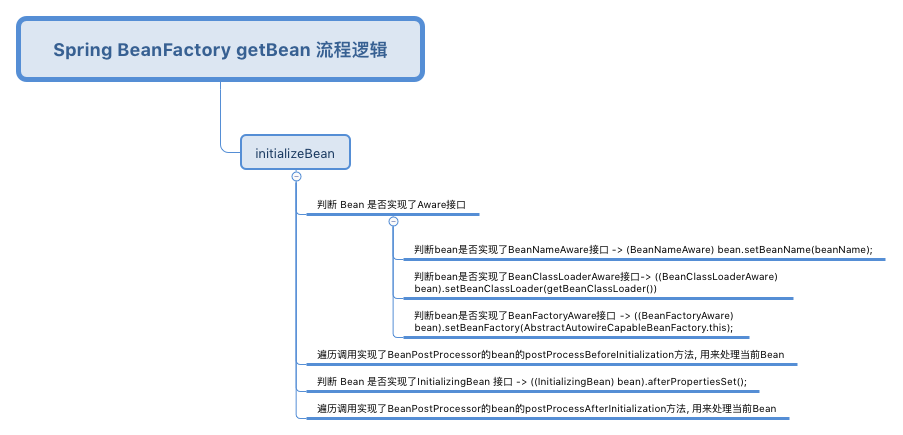 Spring BeanFactory getBean 流程逻辑
initializeBean
判断 Bean 是否实现了Aware接口
判断bean是否实现了BeanNameAware接口 -> (BeanNameAware) bean.setBeanName(beanName);
判断bean是否实现了BeanClassLoaderAware接口-> ((BeanClassLoaderAware)
bean).setBeanClassLoader(getBeanClassLoader())
判断bean是否实现了BeanFactoryAware接口 -> ((BeanFactoryAware)
bean).setBeanFactory(AbstractAutowireCapableBeanFactory.this);
遍历调用实现了BeanPostProcessor的bean的postProcessBeforeInitialization方法, 用来处理当前Bean
判断 Bean 是否实现了InitializingBean 接口 -> ((InitializingBean) bean).afterPropertiesSet();
遍历调用实现了BeanPostProcessor的bean的postProcessAfterInitialization方法, 用来处理当前Bean